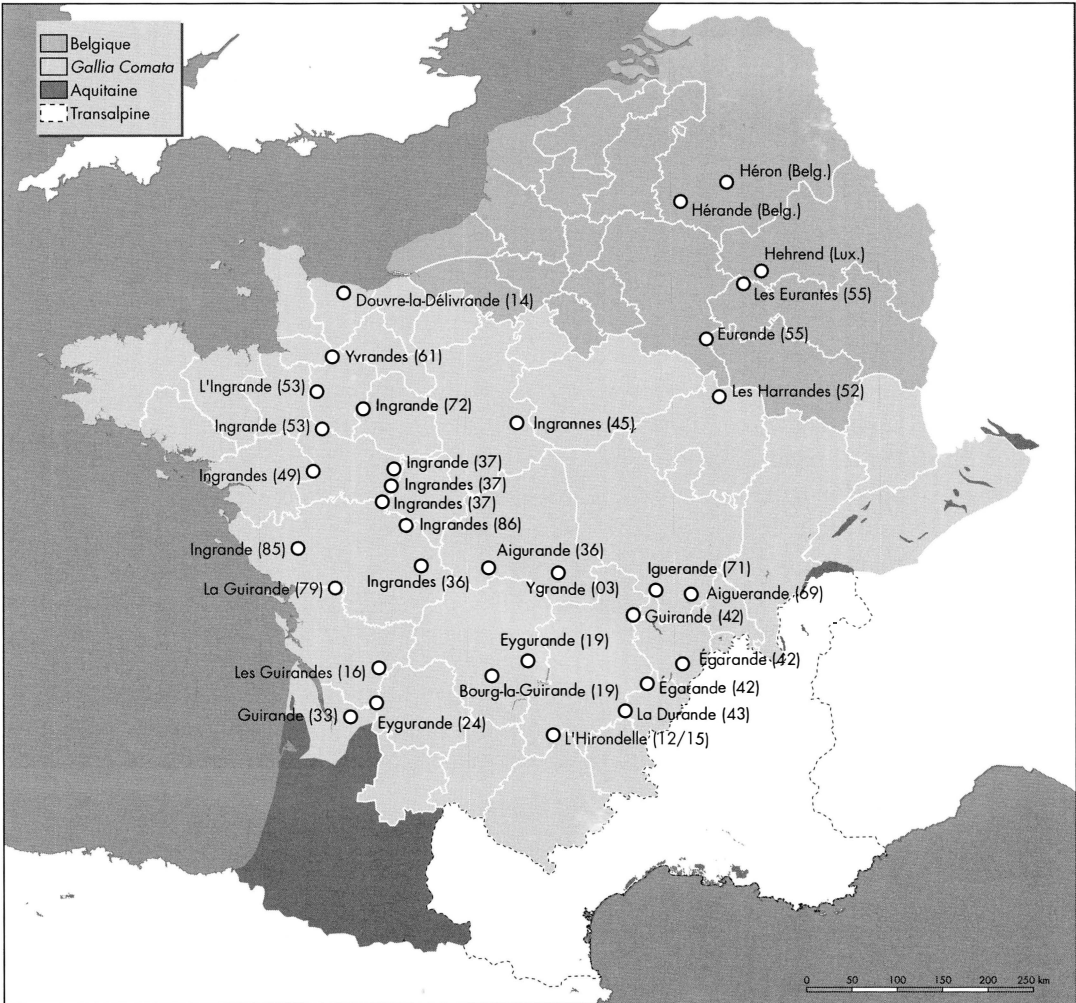 Belgique
Gallia Comata
Aquitaine
Transalpine
Héron (Belg.)
Hérande (Belg.)
Hehrend (Lux.)
Les Eurantes (55)
Douvre-la-Délivrande (14)
Eurande (55)
Yvrandes (61)
L'Ingrande (53)
Les Harrandes (52)
Ingrande (72)
Ingrannes (45)
Ingrande (53)
Ingrande (37)
Ingrandes (49)
Ingrandes (37)
Ingrandes (37)
Ingrandes (86)
Ingrande (85)
Aigurande (36)
Iguerande (71)
Ingrandes (36)
Ygrande (03)
La Guirande (79)
Aiguerande (69)
Guirande (42)
Eygurande (19)
Égarande (42)
Les Guirandes (16)
Bourg-la-Guirande (19)
Égarande (42)
Guirande (33)
Eygurande (24)
La Durande (43)
L'Hirondelle (12/15)
0 50 100 150 200 250 km